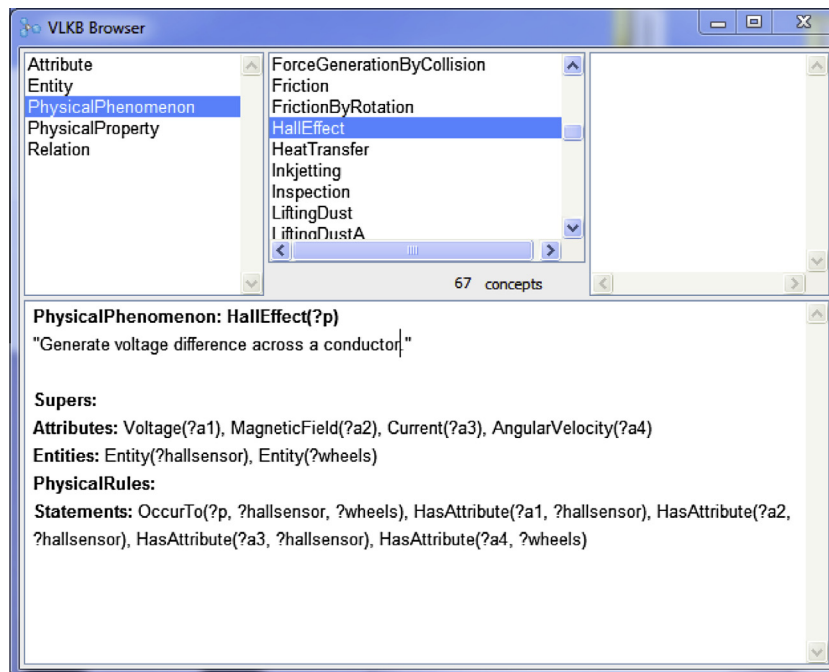 VLKB Browser
Attribute
Entity
PhysicalPhenomenon
PhysicalProperty
Relation
ForceGenerationByCollision
Friction
FrictionByRotation
HallEffect
HeatTransfer
Inkjetting
Inspection
LiftingDust
LiftingDustA
67 concepts
PhysicalPhenomenon: HallEffect(?p)
"Generate voltage difference across a conductor."
Supers:
Attributes: Voltage(?a1), MagneticField(?a2), Current(?a3), AngularVelocity(?a4)
Entities: Entity(?hallsensor), Entity(?wheels)
PhysicalRules:
Statements: OccurTo(?p, ?hallsensor, ?wheels), HasAttribute(?a1, ?hallsensor), HasAttribute(?a2,
?hallsensor), HasAttribute(?a3, ?hallsensor), HasAttribute(?a4, ?wheels)